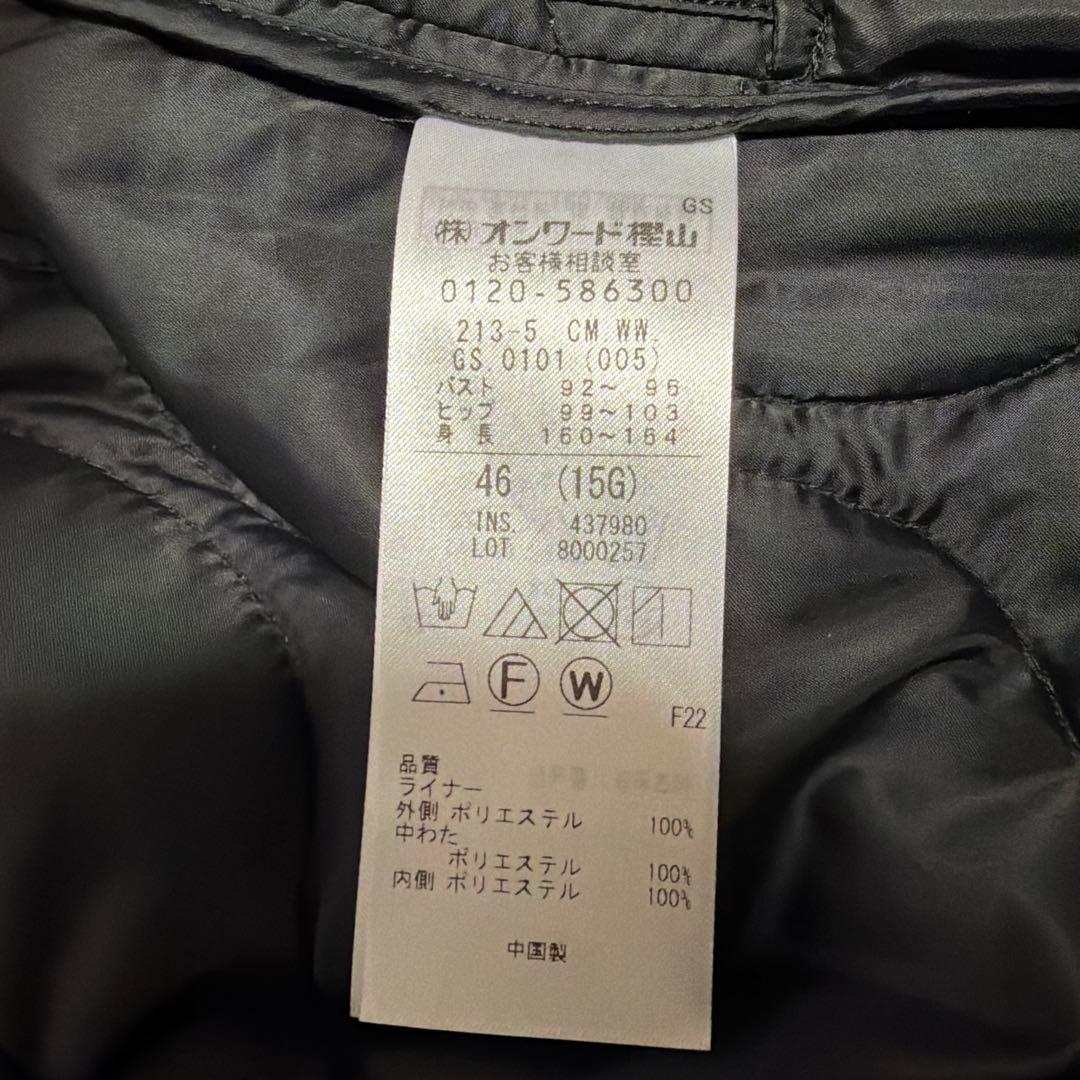 GS
(株)オンワード樫山
お客様相談室
0120-586300
213-5 CM.WW.
GS.0101(005)
バスト 92〜96
ヒップ 99〜103
身長 160〜164
46 (15G)
INS. 437980
LOT 8000257
F
W
F22
品質
ライナー
外側 ポリエステル 100%
中わた
ポリエステル 100%
内側 ポリエステル 100%
中国製